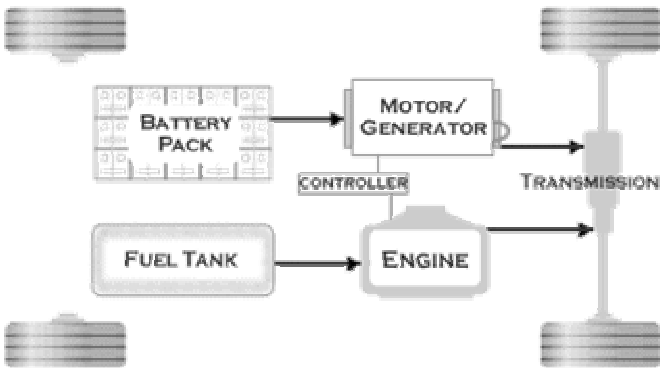 BATTERY
PACK
MOTOR/
GENERATOR
CONTROLLER
TRANSMISSION
FUEL TANK
ENGINE